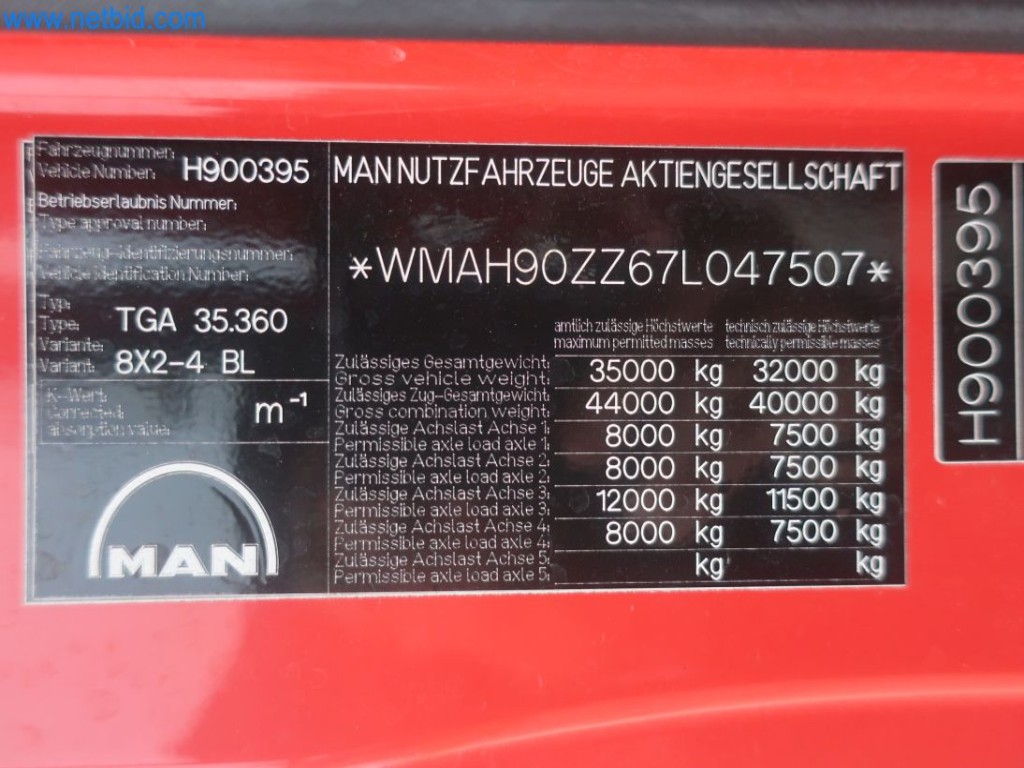 www.netbid.com
Fahrzeugnummer:
Vehicle Number: H900395
Betriebserlaubnis Nummer:
Type approval number:
Fahrzeug-Identifizierungsnummer:
Vehicle Identification Number:
Typ:
Type: TGA 35.360
Variante:
Variant: 8X2-4 BL
K-Wert:
Corrected
absorption value: m⁻¹
MAN
MAN NUTZFAHRZEUGE AKTIENGESELLSCHAFT
*WMAH90ZZ67L047507*
amtlich zulässige Höchstwerte technisch zulässige Höchstwerte
maximum permitted masses technically permissible masses
Zulässiges Gesamtgewicht:
Gross vehicle weight: 35000 kg 32000 kg
Zulässiges Zug-Gesamtgewicht:
Gross combination weight: 44000 kg 40000 kg
Zulässige Achslast Achse 1:
Permissible axle load axle 1: 8000 kg 7500 kg
Zulässige Achslast Achse 2:
Permissible axle load axle 2: 8000 kg 7500 kg
Zulässige Achslast Achse 3:
Permissible axle load axle 3: 12000 kg 11500 kg
Zulässige Achslast Achse 4:
Permissible axle load axle 4: 8000 kg 7500 kg
Zulässige Achslast Achse 5:
Permissible axle load axle 5: kg kg
H900395